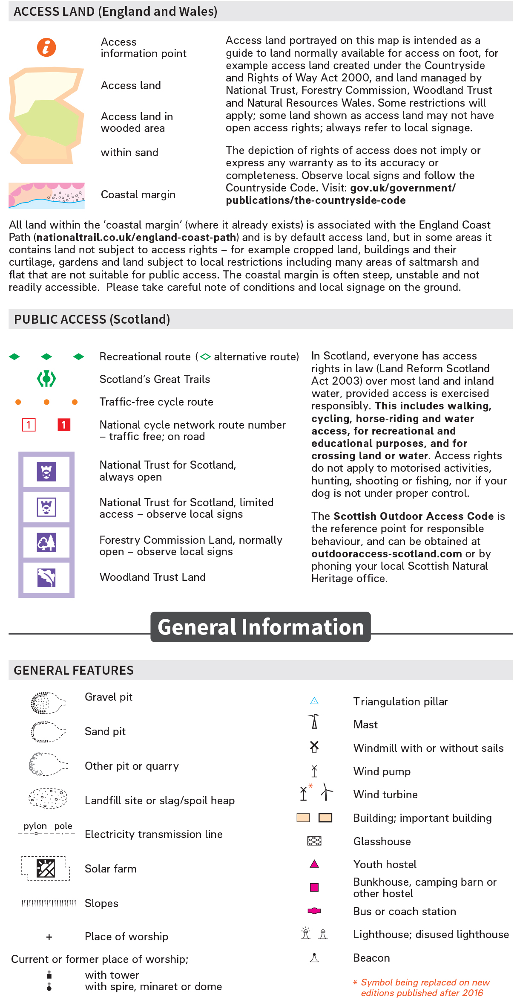 ACCESS LAND (England and Wales)
Access
information point
Access land
Access land in
wooded area
within sand
Coastal margin
Access land portrayed on this map is intended as a
guide to land normally available for access on foot, for
example access land created under the Countryside
and Rights of Way Act 2000, and land managed by
National Trust, Forestry Commission, Woodland Trust
and Natural Resources Wales. Some restrictions will
apply; some land shown as access land may not have
open access rights; always refer to local signage.
The depiction of rights of access does not imply or
express any warranty as to its accuracy or
completeness. Observe local signs and follow the
Countryside Code. Visit: gov.uk/government/
publications/the-countryside-code
All land within the ’coastal margin’ (where it already exists) is associated with the England Coast
Path (nationaltrail.co.uk/england-coast-path) and is by default access land, but in some areas it
contains land not subject to access rights – for example cropped land, buildings and their
curtilage, gardens and land subject to local restrictions including many areas of saltmarsh and
flat that are not suitable for public access. The coastal margin is often steep, unstable and not
readily accessible.  Please take careful note of conditions and local signage on the ground.
PUBLIC ACCESS (Scotland)
Recreational route ( alternative route)
Scotland’s Great Trails
Traffic-free cycle route
1 1 National cycle network route number
– traffic free; on road
National Trust for Scotland,
always open
National Trust for Scotland, limited
access – observe local signs
Forestry Commission Land, normally
open – observe local signs
Woodland Trust Land
In Scotland, everyone has access
rights in law (Land Reform Scotland
Act 2003) over most land and inland
water, provided access is exercised
responsibly. This includes walking,
cycling, horse-riding and water
access, for recreational and
educational purposes, and for
crossing land or water. Access rights
do not apply to motorised activities,
hunting, shooting or fishing, nor if your
dog is not under proper control.
The Scottish Outdoor Access Code is
the reference point for responsible
behaviour, and can be obtained at
outdooraccess-scotland.com or by
phoning your local Scottish Natural
Heritage office.
General Information
GENERAL FEATURES
Gravel pit
Sand pit
Other pit or quarry
Landfill site or slag/spoil heap
pylon pole
Electricity transmission line
Solar farm
Slopes
Place of worship
Current or former place of worship;
with tower
with spire, minaret or dome
Triangulation pillar
Mast
Windmill with or without sails
Wind pump
* Wind turbine
Building; important building
Glasshouse
Youth hostel
Bunkhouse, camping barn or
other hostel
Bus or coach station
Lighthouse; disused lighthouse
Beacon
* Symbol being replaced on new
editions published after 2016